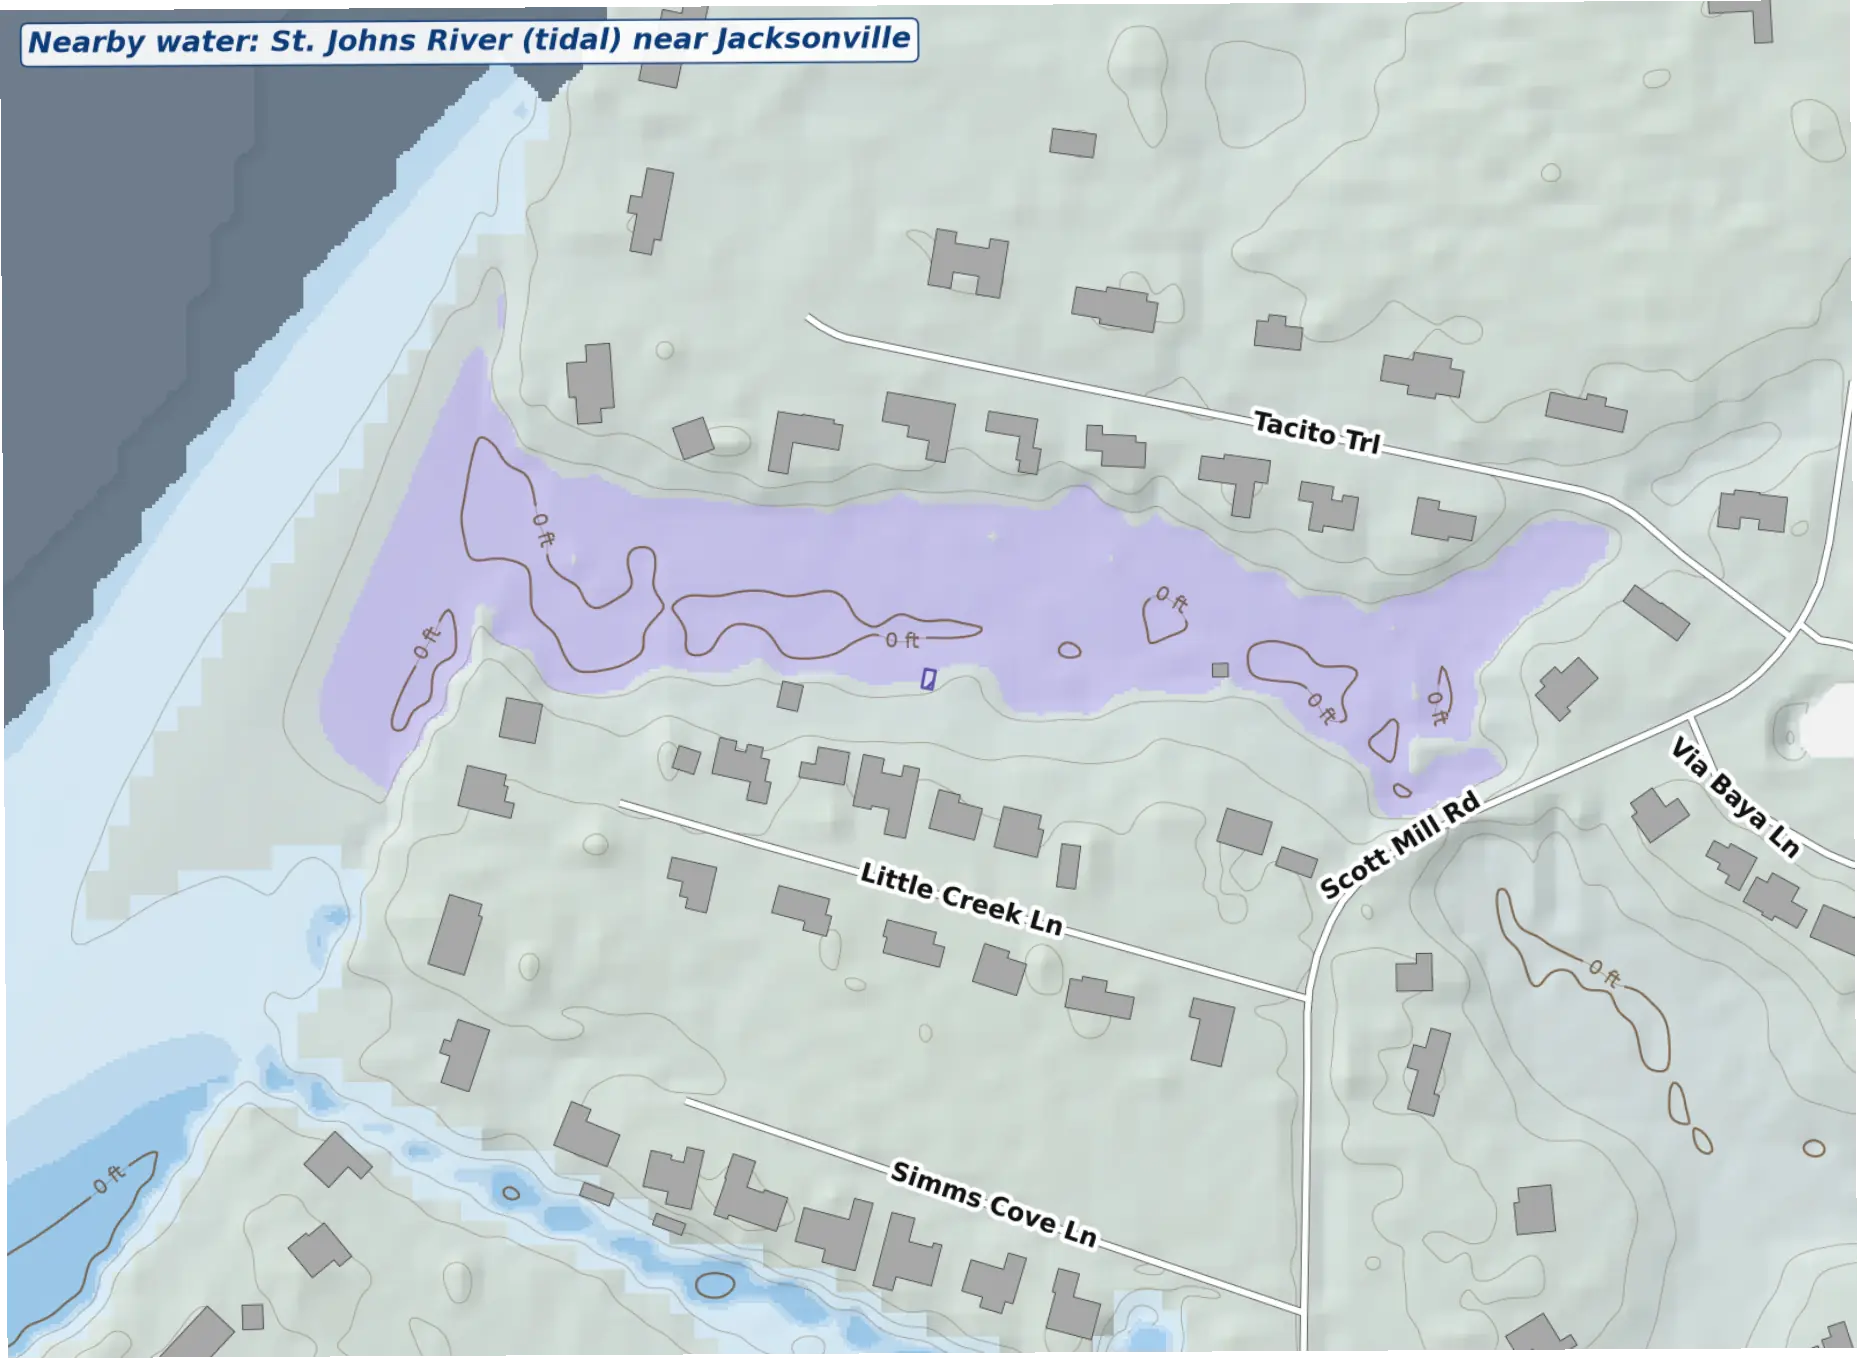 Nearby water: St. Johns River (tidal) near Jacksonville
Tacito Trl
0 ft
0 ft
0 ft
0 ft
0 ft
0 ft
Via Baya Ln
Scott Mill Rd
Little Creek Ln
0 ft
0 ft
Simms Cove Ln